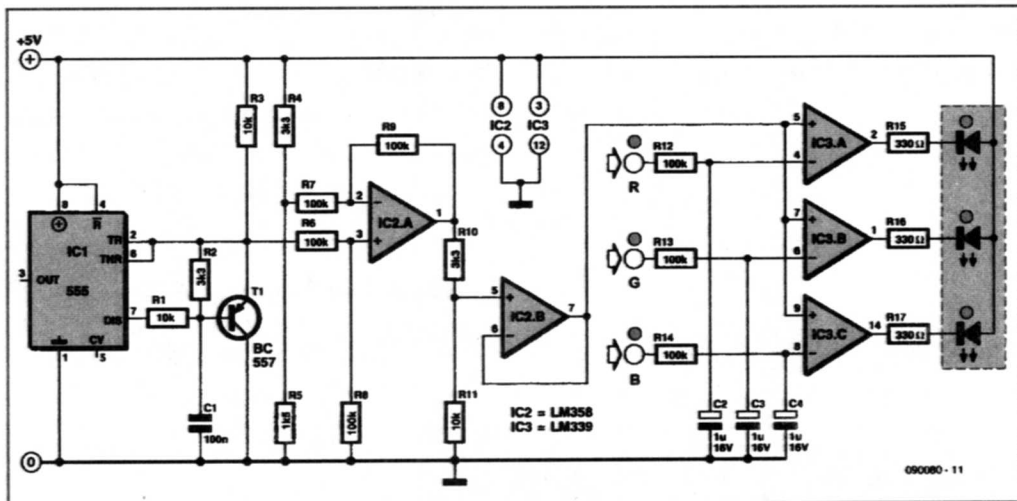 +5V
R3
10k
R4
3k3
R9
100k
8
IC2
4
3
IC3
12
R7
100k
2
IC2.A
1
R6
100k
3
R10
3k3
8
4
R
IC1
555
2
TR
6
THR
3
OUT
7
DIS
1
CV
5
R2
3k3
R1
10k
T1
BC
557
C1
100n
R5
1k5
R8
100k
R11
10k
5
6
IC2.B
7
IC2 = LM358
IC3 = LM339
R12
100k
R
R13
100k
G
R14
100k
B
5
4
IC3.A
2
R15
330 Ω
7
6
IC3.B
1
R16
330 Ω
9
8
IC3.C
14
R17
330 Ω
C2
1u
16V
C3
1u
16V
C4
1u
16V
0
090080 - 11